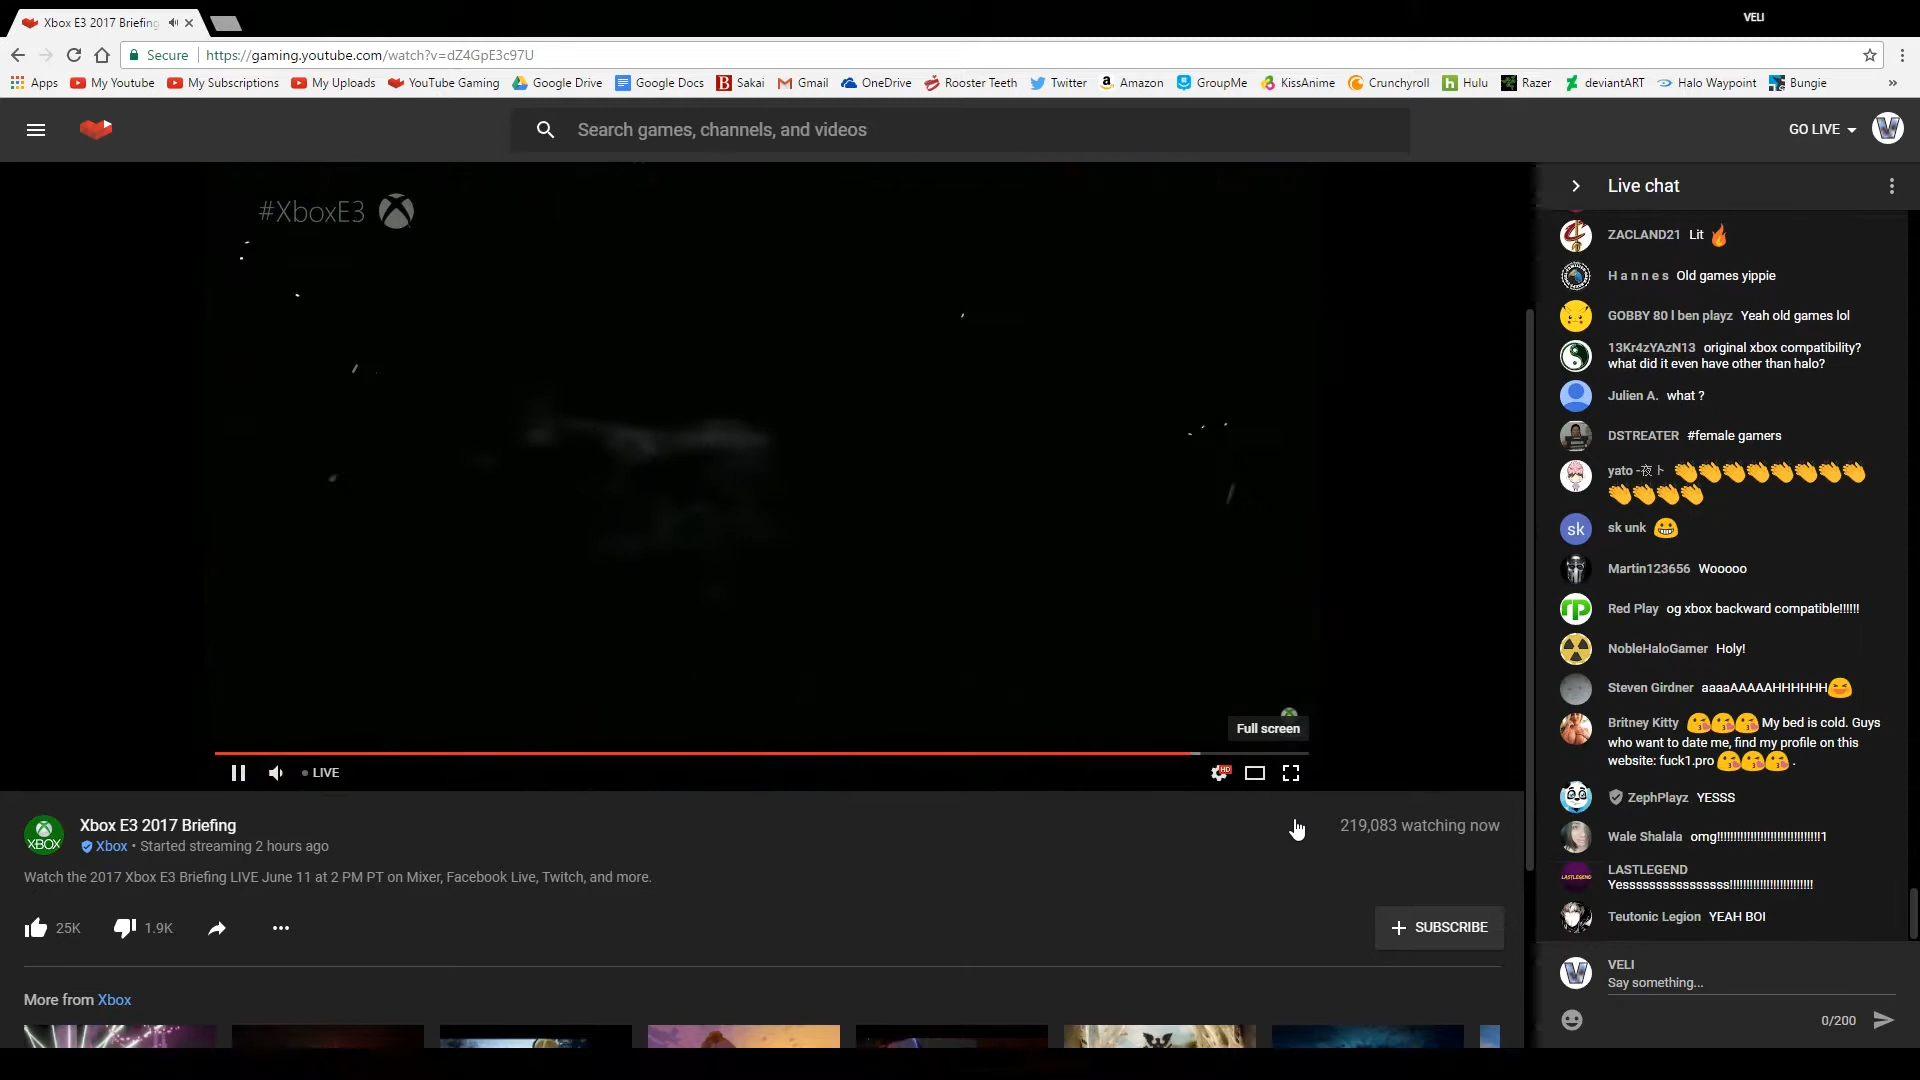 Xbox E3 2017 Briefing
VELI
Secure https://gaming.youtube.com/watch?v=dZ4GpE3c97U
Apps My Youtube My Subscriptions My Uploads YouTube Gaming Google Drive Google Docs Sakai Gmail OneDrive Rooster Teeth Twitter Amazon GroupMe KissAnime Crunchyroll Hulu Razer deviantART Halo Waypoint Bungie »
Search games, channels, and videos
GO LIVE
#XboxE3
Full screen
LIVE
Xbox E3 2017 Briefing
219,083 watching now
XBOX
Xbox • Started streaming 2 hours ago
Watch the 2017 Xbox E3 Briefing LIVE June 11 at 2 PM PT on Mixer, Facebook Live, Twitch, and more.
25K 1.9K
SUBSCRIBE
More from Xbox
Live chat
ZACLAND21 Lit 🔥
H a n n e s Old games yippie
GOBBY 80 l ben playz Yeah old games lol
13Kr4zYAzN13 original xbox compatibility?
what did it even have other than halo?
Julien A. what ?
DSTREATER #female gamers
yato -夜ト 👏👏👏👏👏👏👏👏
👏👏👏👏
sk
sk unk 😀
Martin123656 Wooooo
Red Play og xbox backward compatible!!!!!!
NobleHaloGamer Holy!
Steven Girdner aaaaAAAAAHHHHHH😆
Britney Kitty 😘😘😘 My bed is cold. Guys
who want to date me, find my profile on this
website: fuck1.pro 😘😘😘 .
ZephPlayz YESSS
Wale Shalala omg!!!!!!!!!!!!!!!!!!!!!!!!!!!!!!!1
LASTLEGEND
LASTLEGEND
Yesssssssssssssssss!!!!!!!!!!!!!!!!!!!!!!!!!
Teutonic Legion YEAH BOI
VELI
Say something...
0/200